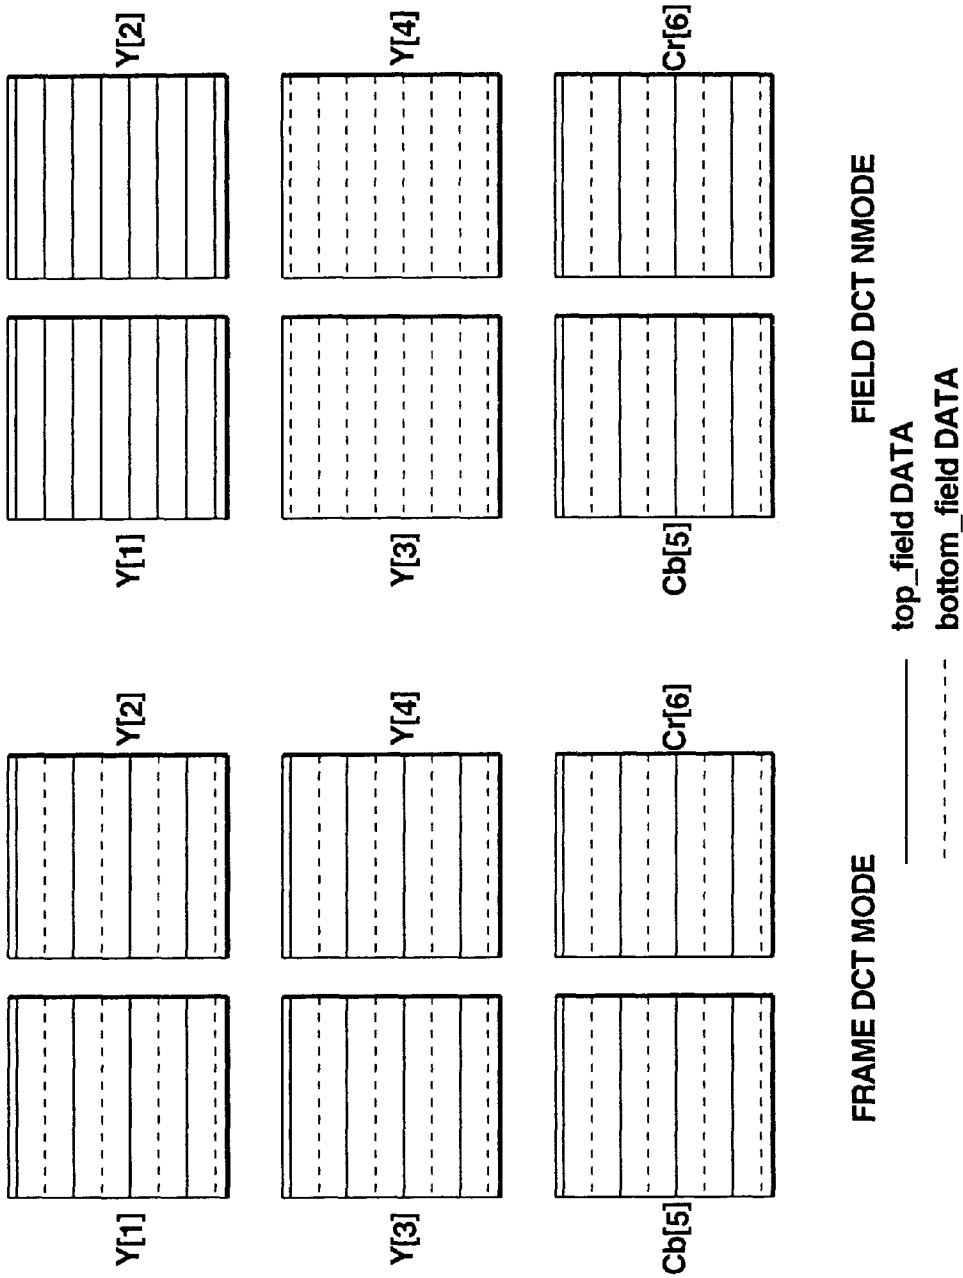 Y[1] Y[2] Y[1] Y[2]
Y[3] Y[4] Y[3] Y[4]
Cb[5] Cr[6] Cb[5] Cr[6]
FRAME DCT MODE FIELD DCT NMODE
top_field DATA
bottom_field DATA